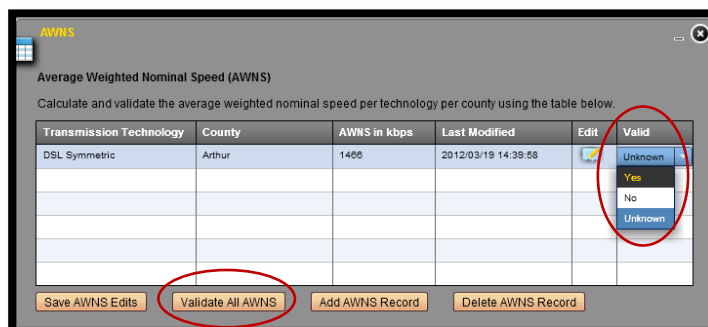 AWNS
Average Weighted Nominal Speed (AWNS)
Calculate and validate the average weighted nominal speed per technology per county using the table below.
Transmission Technology County AWNS in kbps Last Modified Edit Valid
DSL Symmetric Arthur 1466 2012/03/19 14:39:58 Unknown
Yes
No
Unknown
Save AWNS Edits Validate All AWNS Add AWNS Record Delete AWNS Record